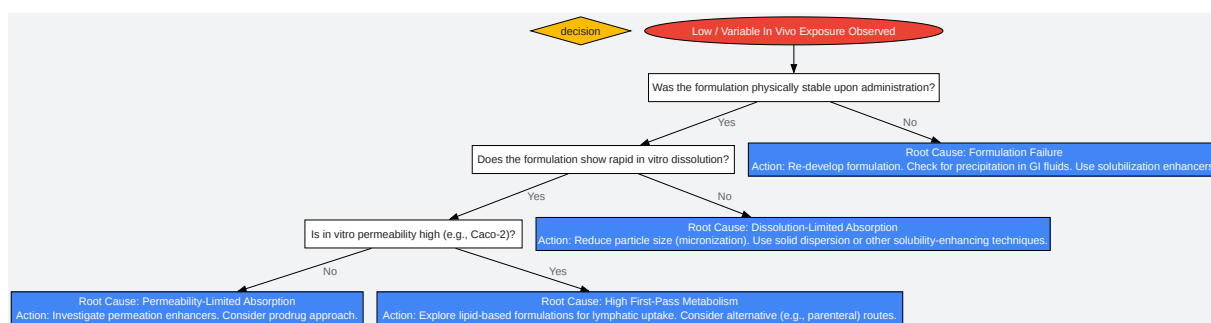 decision
Low / Variable In Vivo Exposure Observed
Was the formulation physically stable upon administration?
Yes
No
Root Cause: Formulation Failure
Action: Re-develop formulation. Check for precipitation in GI fluids. Use solubilization enhancers
Does the formulation show rapid in vitro dissolution?
Yes
No
Root Cause: Dissolution-Limited Absorption
Action: Reduce particle size (micronization). Use solid dispersion or other solubility-enhancing techniques.
Is in vitro permeability high (e.g., Caco-2)?
No
Yes
Root Cause: Permeability-Limited Absorption
Action: Investigate permeation enhancers. Consider prodrug approach.
Root Cause: High First-Pass Metabolism
Action: Explore lipid-based formulations for lymphatic uptake. Consider alternative (e.g., parenteral) routes.